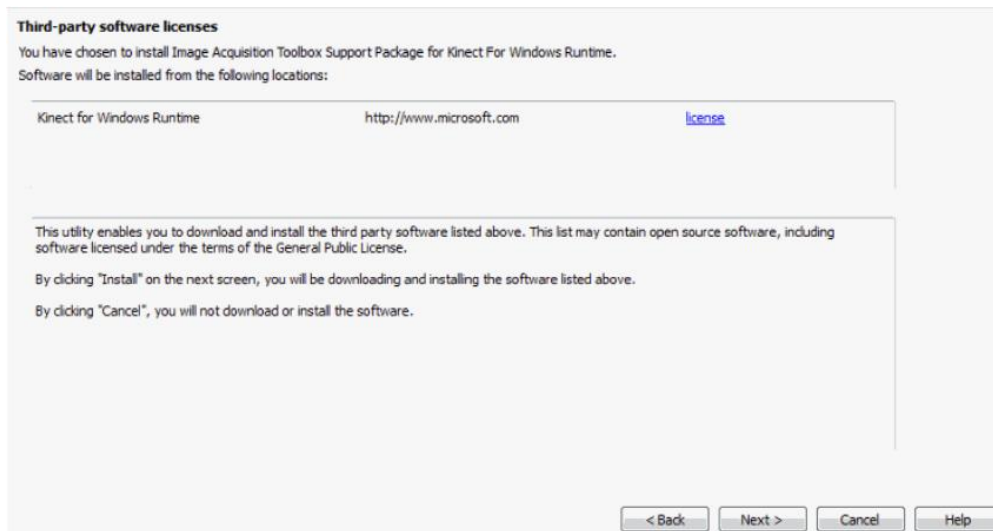 Third-party software licenses
You have chosen to install Image Acquisition Toolbox Support Package for Kinect For Windows Runtime.
Software will be installed from the following locations:
Kinect for Windows Runtime http://www.microsoft.com license
This utility enables you to download and install the third party software listed above. This list may contain open source software, including
software licensed under the terms of the General Public License.
By clicking "Install" on the next screen, you will be downloading and installing the software listed above.
By clicking "Cancel", you will not download or install the software.
< Back Next > Cancel Help